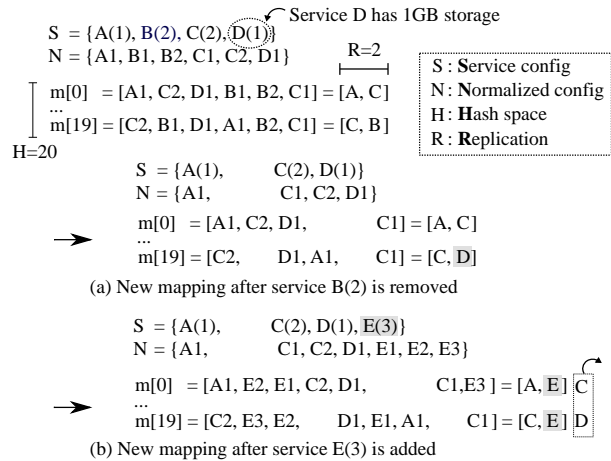 Service D has 1GB storage
S = {A(1), B(2), C(2), D(1)}
N = {A1, B1, B2, C1, C2, D1}
R=2
m[0] = [A1, C2, D1, B1, B2, C1] = [A, C]
...
m[19] = [C2, B1, D1, A1, B2, C1] = [C, B]
H=20
S : Service config
N : Normalized config
H : Hash space
R : Replication
S = {A(1), C(2), D(1)}
N = {A1, C1, C2, D1}
m[0] = [A1, C2, D1, C1] = [A, C]
...
m[19] = [C2, D1, A1, C1] = [C, D]
(a) New mapping after service B(2) is removed
S = {A(1), C(2), D(1), E(3)}
N = {A1, C1, C2, D1, E1, E2, E3}
m[0] = [A1, E2, E1, C2, D1, C1,E3 ] = [A, E] C
...
m[19] = [C2, E3, E2, D1, E1, A1, C1] = [C, E] D
(b) New mapping after service E(3) is added